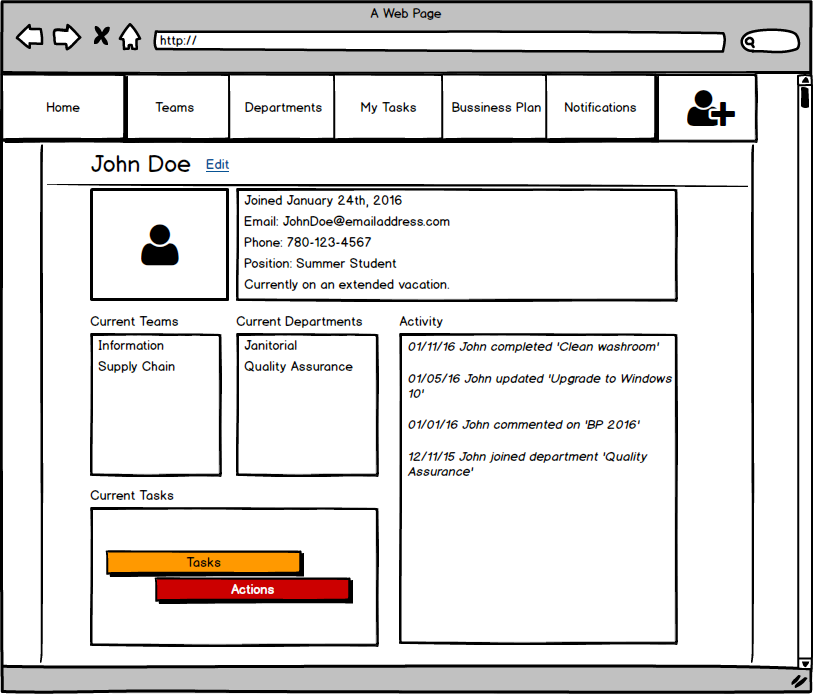 A Web Page
http://
Home
Teams
Departments
My Tasks
Bussiness Plan
Notifications
John Doe Edit
Joined January 24th, 2016
Email: JohnDoe@emailaddress.com
Phone: 780-123-4567
Position: Summer Student
Currently on an extended vacation.
Current Teams
Information
Supply Chain
Current Departments
Janitorial
Quality Assurance
Activity
01/11/16 John completed 'Clean washroom'
01/05/16 John updated 'Upgrade to Windows
10'
01/01/16 John commented on 'BP 2016'
12/11/15 John joined department 'Quality
Assurance'
Current Tasks
Tasks
Actions